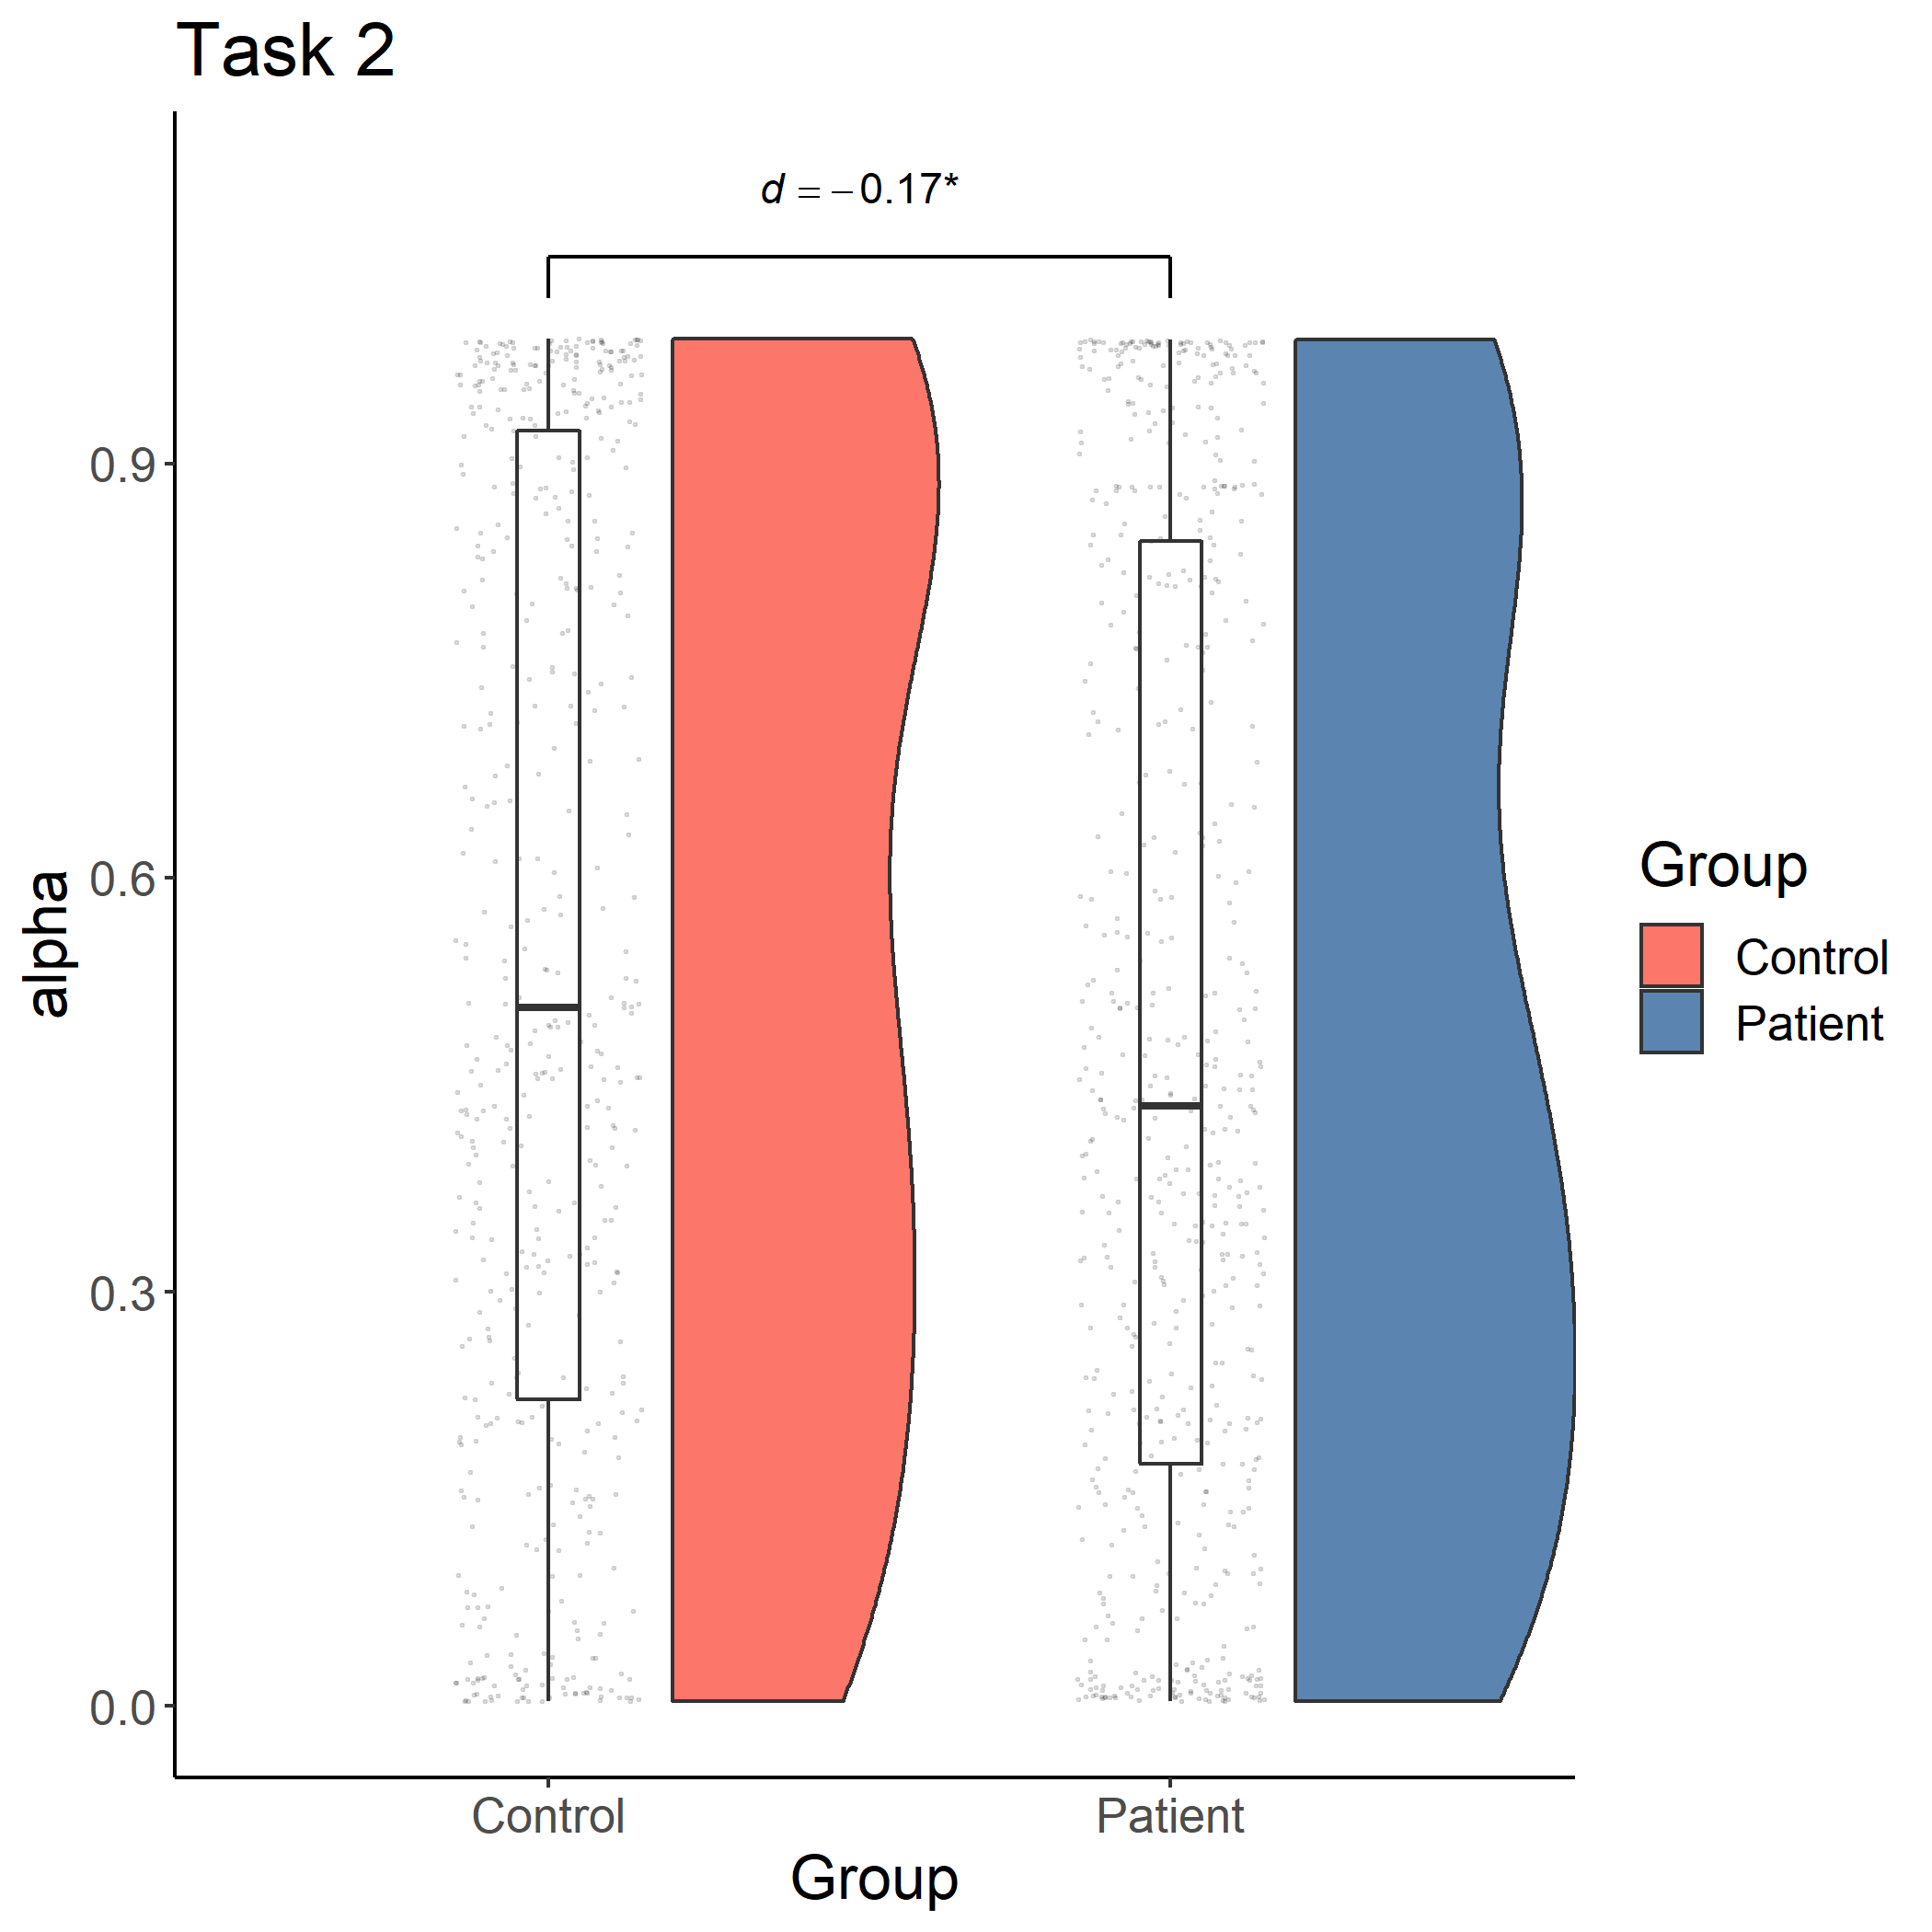 Task 2
d = −0.17*
0.9
0.6
0.3
0.0
alpha
Control
Patient
Group
Group
Control
Patient